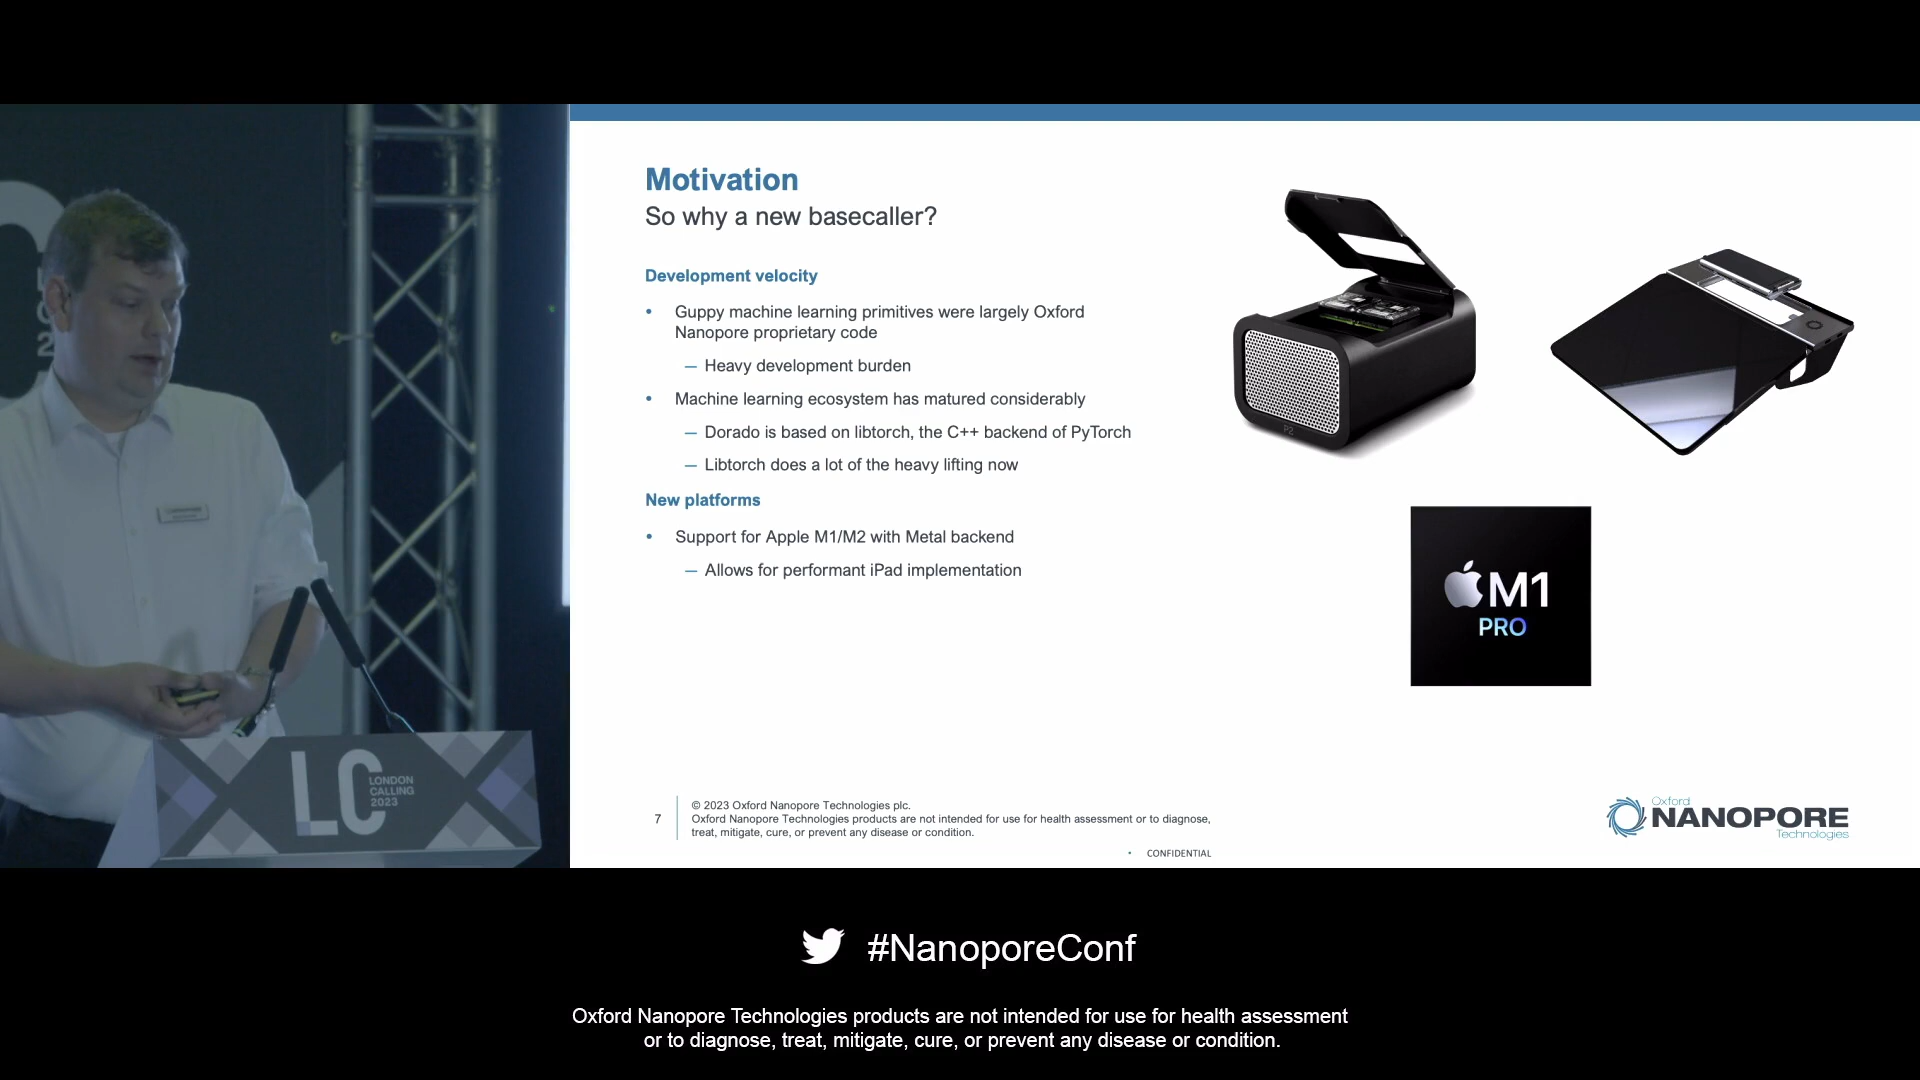 Motivation
So why a new basecaller?
Development velocity
• Guppy machine learning primitives were largely Oxford
Nanopore proprietary code
— Heavy development burden
• Machine learning ecosystem has matured considerably
— Dorado is based on libtorch, the C++ backend of PyTorch
— Libtorch does a lot of the heavy lifting now
New platforms
• Support for Apple M1/M2 with Metal backend
— Allows for performant iPad implementation
P2
M1
PRO
LC
LONDON
CALLING
2023
7
© 2023 Oxford Nanopore Technologies plc.
Oxford Nanopore Technologies products are not intended for use for health assessment or to diagnose,
treat, mitigate, cure, or prevent any disease or condition.
• CONFIDENTIAL
Oxford
NANOPORE
Technologies
#NanoporeConf
Oxford Nanopore Technologies products are not intended for use for health assessment
or to diagnose, treat, mitigate, cure, or prevent any disease or condition.